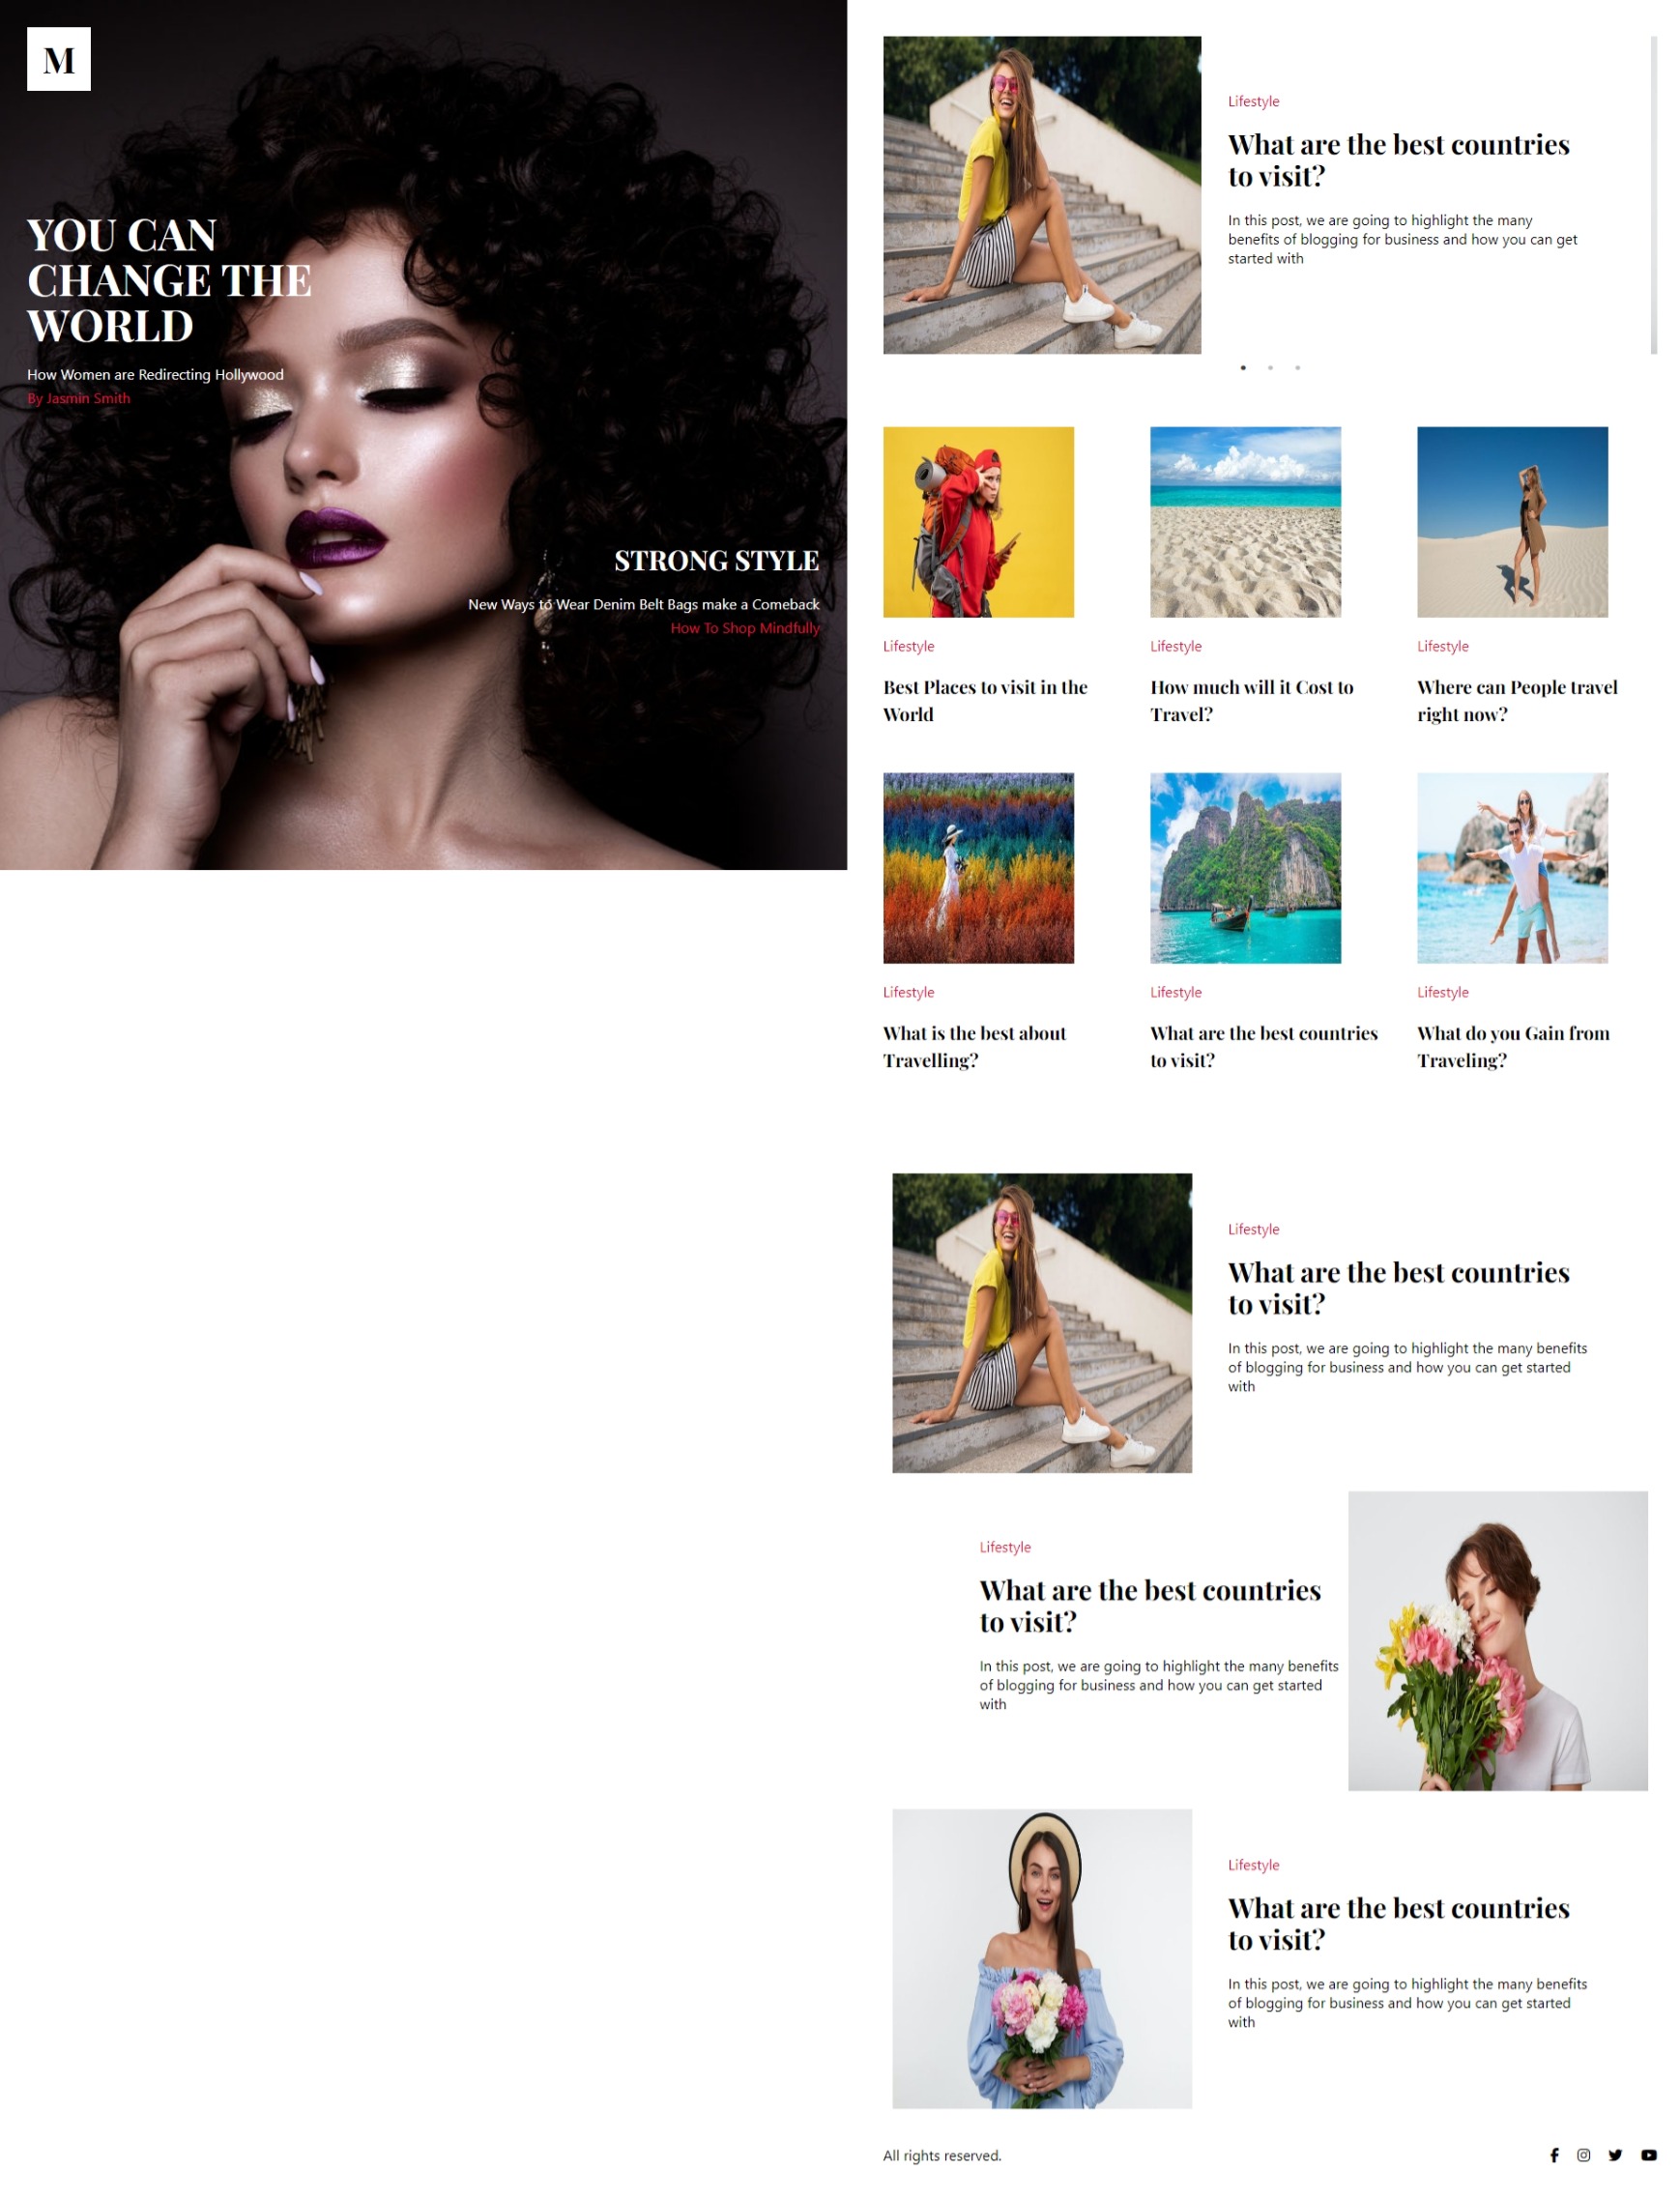 M
YOU CAN
CHANGE THE
WORLD
How Women are Redirecting Hollywood
By Jasmin Smith
STRONG STYLE
New Ways to Wear Denim Belt Bags make a Comeback
How To Shop Mindfully
Lifestyle
What are the best countries
to visit?
In this post, we are going to highlight the many
benefits of blogging for business and how you can get
started with
Lifestyle
Best Places to visit in the
World
Lifestyle
How much will it Cost to
Travel?
Lifestyle
Where can People travel
right now?
Lifestyle
What is the best about
Travelling?
Lifestyle
What are the best countries
to visit?
Lifestyle
What do you Gain from
Traveling?
Lifestyle
What are the best countries
to visit?
In this post, we are going to highlight the many benefits
of blogging for business and how you can get started
with
Lifestyle
What are the best countries
to visit?
In this post, we are going to highlight the many benefits
of blogging for business and how you can get started
with
Lifestyle
What are the best countries
to visit?
In this post, we are going to highlight the many benefits
of blogging for business and how you can get started
with
All rights reserved.